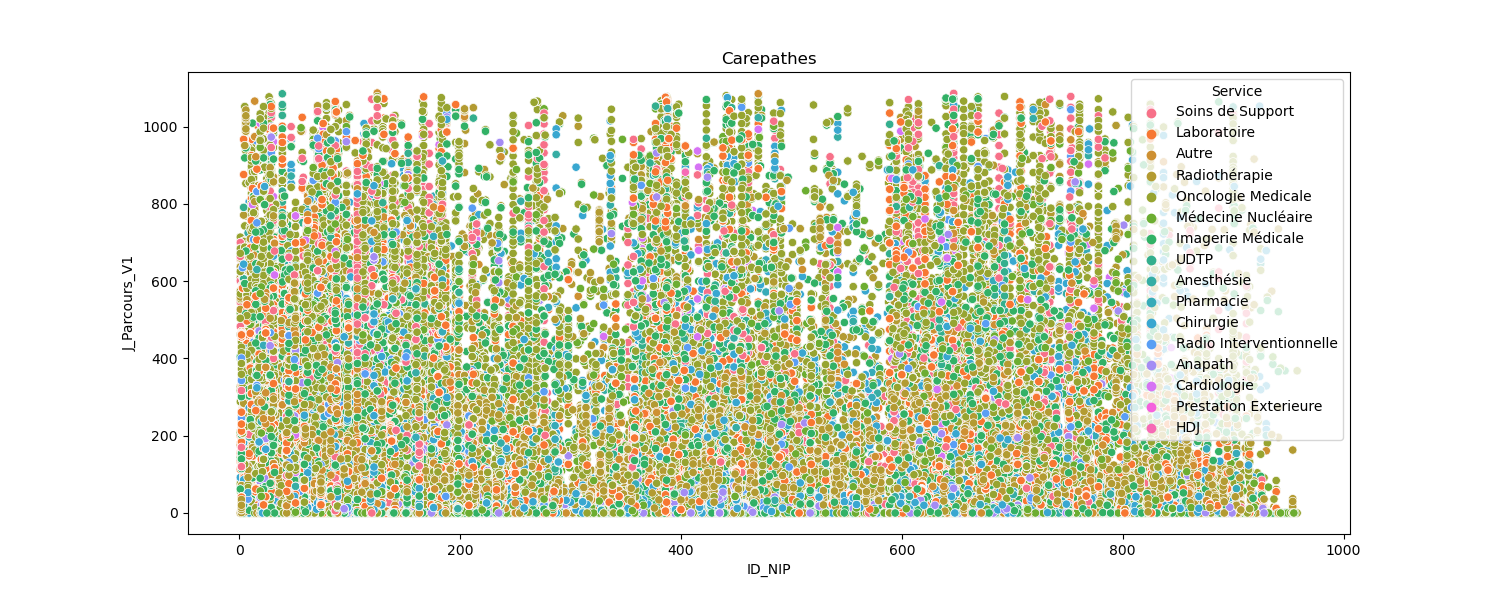 Carepathes
Service
Soins de Support
Laboratoire
Autre
Radiothérapie
Oncologie Medicale
Médecine Nucléaire
Imagerie Médicale
UDTP
Anesthésie
Pharmacie
Chirurgie
Radio Interventionnelle
Anapath
Cardiologie
Prestation Exterieure
HDJ
J_Parcours_V1
1000
800
600
400
200
0
0 200 400 600 800 1000
ID_NIP